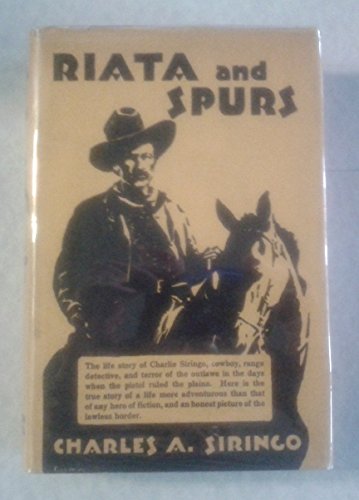 RIATA and
SPURS
The life story of Charlie Siringo, cowboy, range
detective, and terror of the outlaws in the days
when the pistol ruled the plains. Here is the
true story of a life more adventurous than that
of any hero of fiction, and an honest picture of the
lawless border.
CHARLES A. SIRINGO